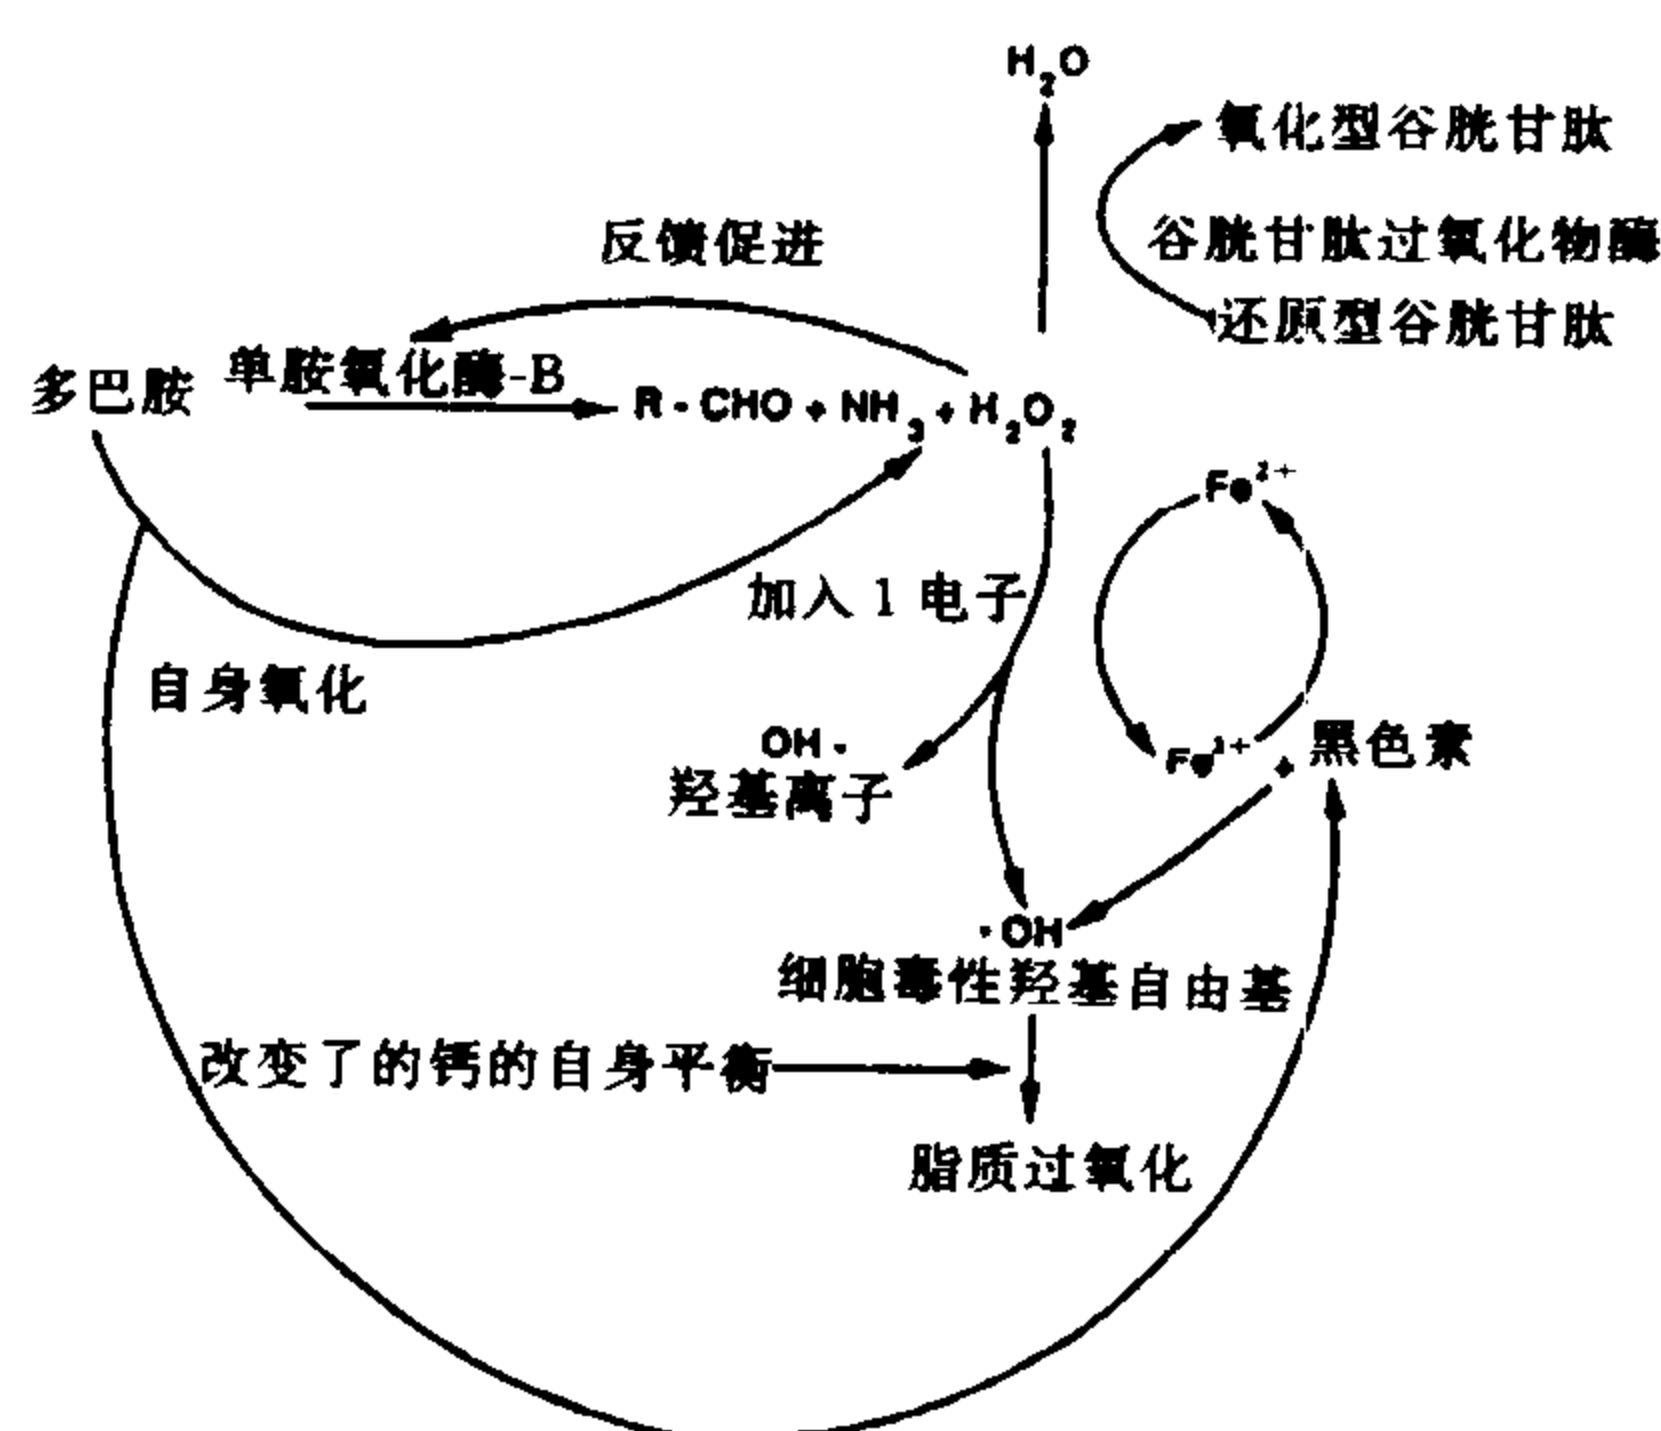 H₂O
氧化型谷胱甘肽
谷胱甘肽过氧化物酶
还原型谷胱甘肽
反馈促进
多巴胺
单胺氧化酶-B
R·CHO + NH₃ + H₂O₂
Fe²⁺
加入1电子
自身氧化
OH·
羟基离子
Fe³⁺ + 黑色素
·OH
细胞毒性羟基自由基
改变了的钙的自身平衡
脂质过氧化